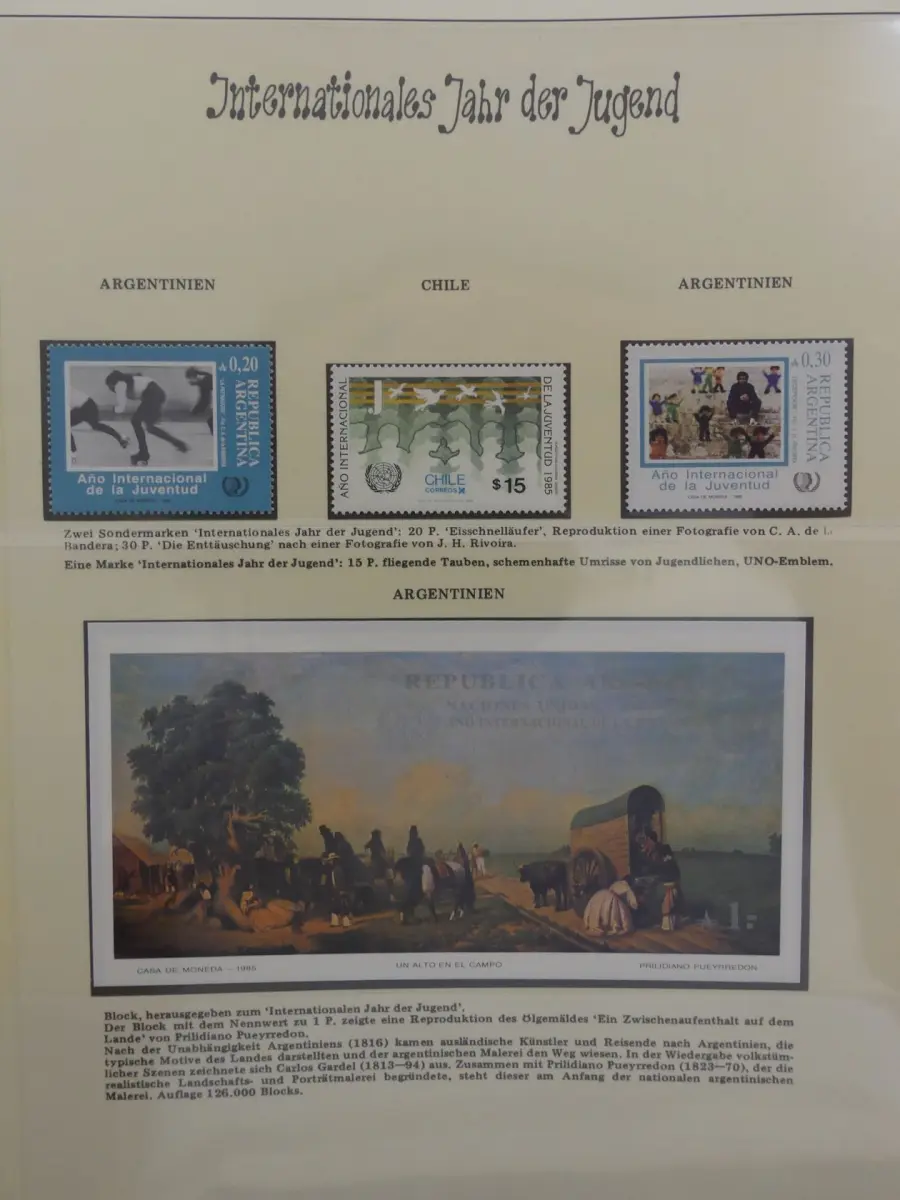 Internationales Jahr der Jugend
ARGENTINIEN
CHILE
ARGENTINIEN
0,20
REPUBLICA
ARGENTINA
Año Internacional
de la Juventud
AÑO INTERNACIONAL
DE LA JUVENTUD 1985
CHILE
CORREOS
$15
0,30
REPUBLICA
ARGENTINA
Año Internacional
de la Juventud
Zwei Sondermarken 'Internationales Jahr der Jugend': 20 P. 'Eisschnelläufer', Reproduktion einer Fotografie von C. A. de
Bandera; 30 P. 'Die Enttäuschung' nach einer Fotografie von J. H. Rivoira.
Eine Marke 'Internationales Jahr der Jugend': 15 P. fliegende Tauben, schemenhafte Umrisse von Jugendlichen, UNO-Emblem.
ARGENTINIEN
REPUBLICA
1
CASA DE MONEDA — 1985
UN ALTO EN EL CAMPO
PRILIDIANO PUEYRREDON
Block, herausgegeben zum 'Internationalen Jahr der Jugend'.
Der Block mit dem Nennwert zu 1 P. zeigte eine Reproduktion des Ölgemäldes 'Ein Zwischenaufenthalt auf dem
Lande' von Prilidiano Pueyrredon.
Nach der Unabhängigkeit Argentiniens (1816) kamen ausländische Künstler und Reisende nach Argentinien, die
typische Motive des Landes darstellten und der argentinischen Malerei den Weg wiesen. In der Wiedergabe volkstüm-
licher Szenen zeichnete sich Carlos Gardel (1813—94) aus. Zusammen mit Prilidiano Pueyrredon (1823—70), der die
realistische Landschafts- und Porträtmalerei begründete, steht dieser am Anfang der nationalen argentinischen
Malerei. Auflage 126.000 Blocks.